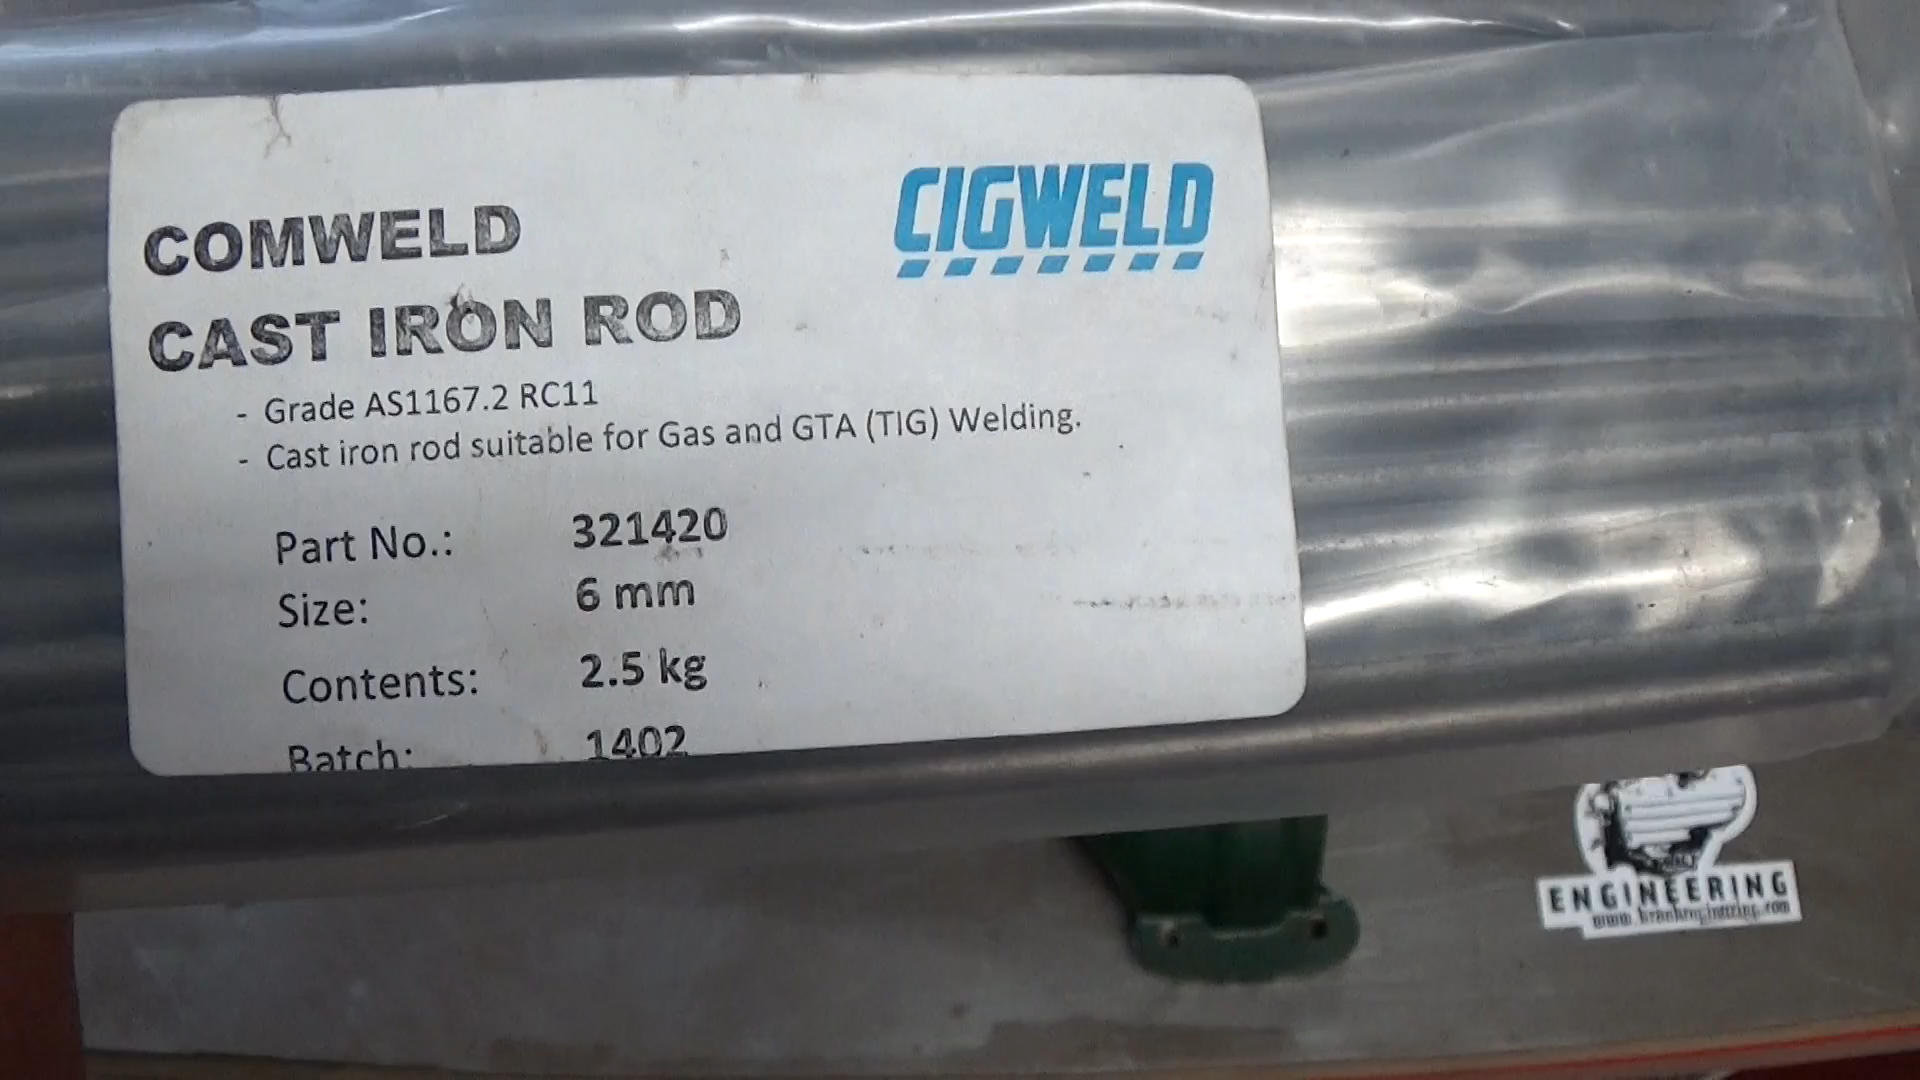 COMWELD
CIGWELD
CAST IRON ROD
- Grade AS1167.2 RC11
- Cast iron rod suitable for Gas and GTA (TIG) Welding.
Part No.: 321420
Size: 6 mm
Contents: 2.5 kg
Batch: 1402
ENGINEERING